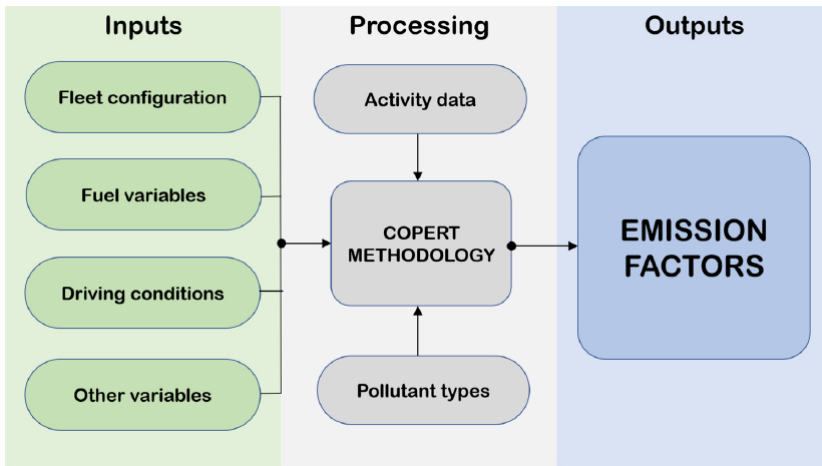 Inputs
Processing
Outputs
Fleet configuration
Fuel variables
Driving conditions
Other variables
Activity data
COPERT
METHODOLOGY
Pollutant types
EMISSION
FACTORS